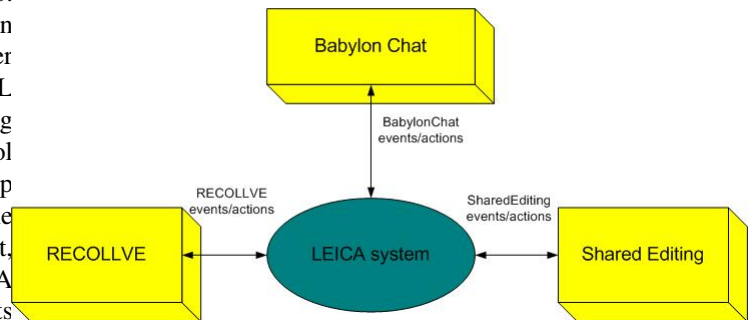 Babylon Chat
BabylonChat
events/actions
RECOLLVE
events/actions
SharedEditing
events/actions
RECOLLVE
LEICA system
Shared Editing